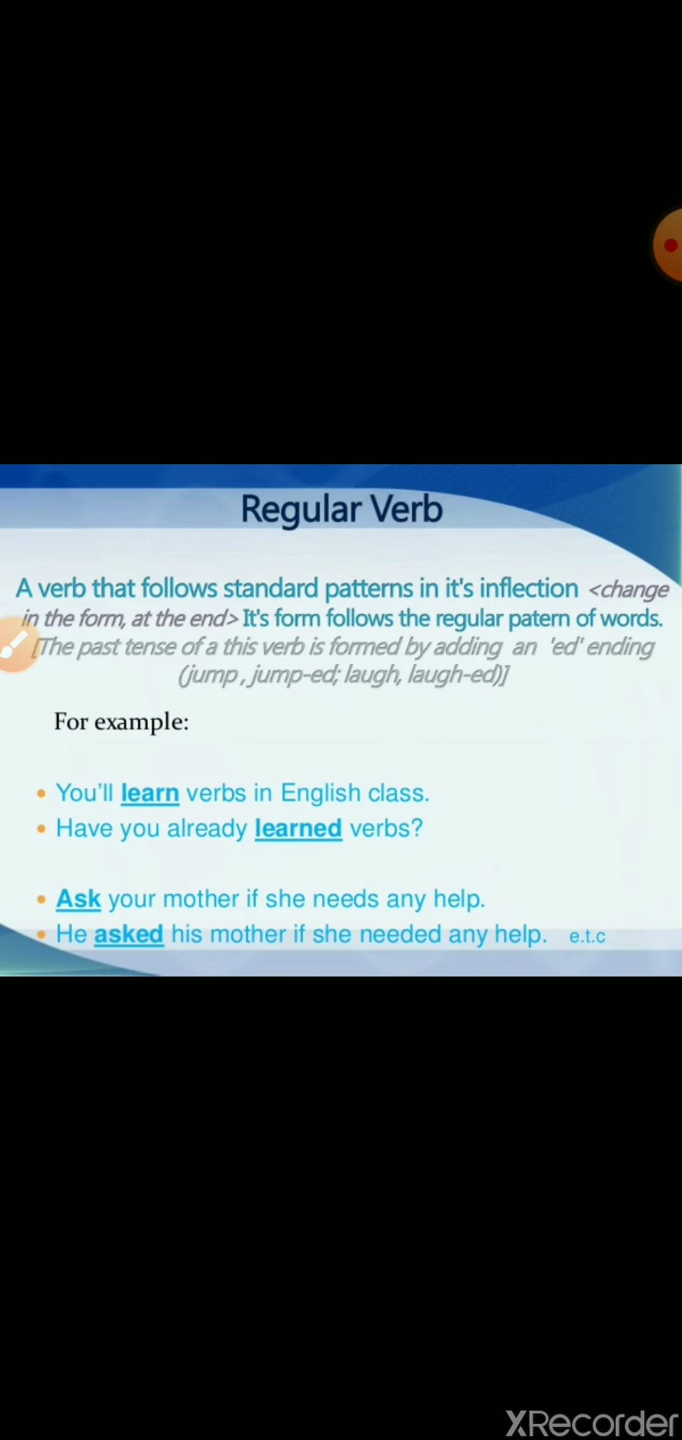 Regular Verb
A verb that follows standard patterns in it's inflection <change
in the form, at the end> It's form follows the regular patern of words.
[The past tense of a this verb is formed by adding an 'ed' ending
(jump , jump-ed; laugh, laugh-ed)]
For example:
• You'll learn verbs in English class.
• Have you already learned verbs?
• Ask your mother if she needs any help.
• He asked his mother if she needed any help. e.t.c
XRecorder